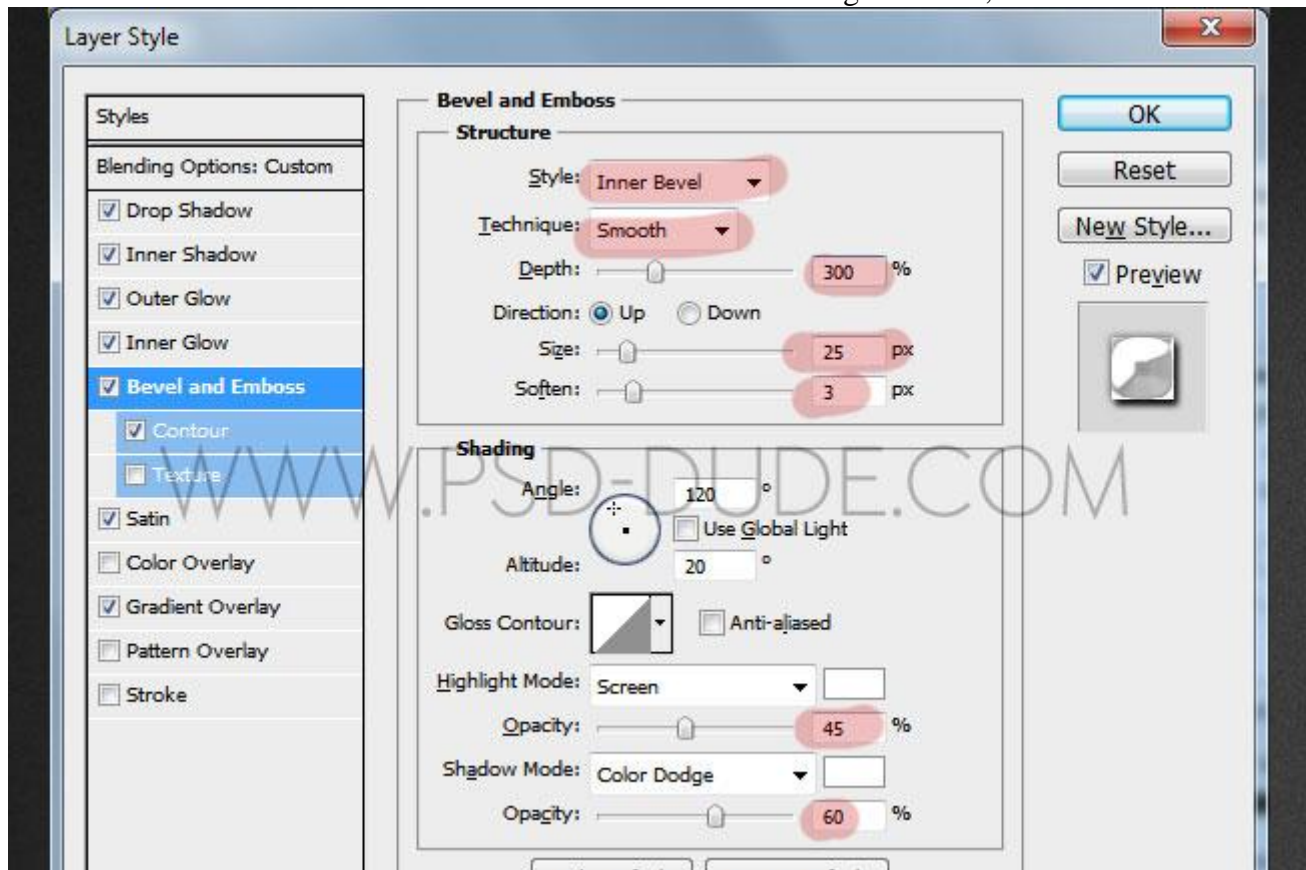 Layer Style
Styles
Blending Options: Custom
Drop Shadow
Inner Shadow
Outer Glow
Inner Glow
Bevel and Emboss
Contour
Texture
Satin
Color Overlay
Gradient Overlay
Pattern Overlay
Stroke
Bevel and Emboss
Structure
Style: Inner Bevel
Technique: Smooth
Depth: 300 %
Direction: Up Down
Size: 25 px
Soften: 3 px
Shading
Angle: 120 °
Use Global Light
Altitude: 20 °
Gloss Contour: Anti-aliased
Highlight Mode: Screen
Opacity: 45 %
Shadow Mode: Color Dodge
Opacity: 60 %
OK
Reset
New Style...
Preview
WWW.PSD-DUDE.COM